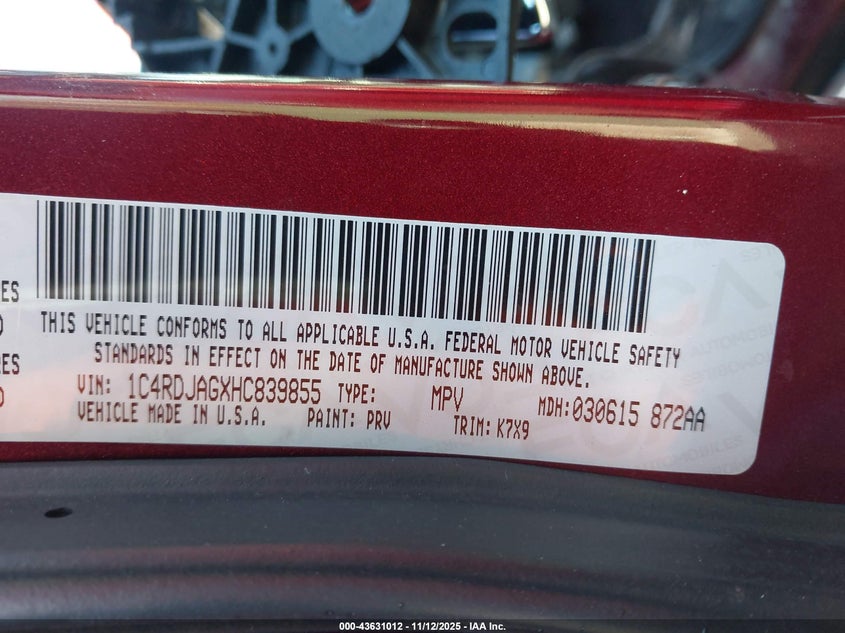 THIS VEHICLE CONFORMS TO ALL APPLICABLE U.S.A. FEDERAL MOTOR VEHICLE SAFETY
STANDARDS IN EFFECT ON THE DATE OF MANUFACTURE SHOWN ABOVE.
VIN: 1C4RDJAGXHC839855 TYPE: MPV MDH:030615 872AA
VEHICLE MADE IN U.S.A. PAINT: PRV TRIM: K7X9
000-43631012 - 11/12/2025 - IAA Inc.